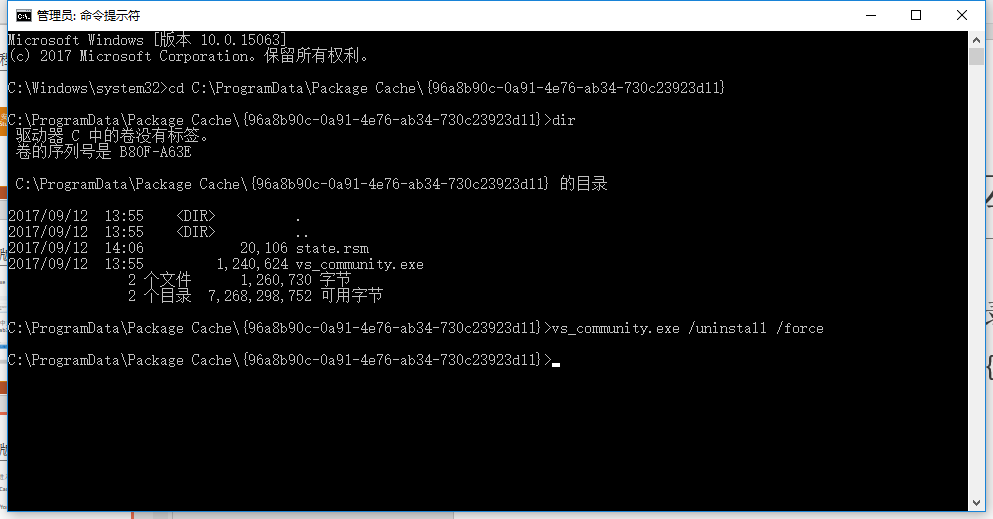 管理员: 命令提示符
Microsoft Windows [版本 10.0.15063]
(c) 2017 Microsoft Corporation。保留所有权利。
C:\Windows\system32>cd C:\ProgramData\Package Cache\{96a8b90c-0a91-4e76-ab34-730c23923d11}
C:\ProgramData\Package Cache\{96a8b90c-0a91-4e76-ab34-730c23923d11}>dir
驱动器 C 中的卷没有标签。
卷的序列号是 B80F-A63E
C:\ProgramData\Package Cache\{96a8b90c-0a91-4e76-ab34-730c23923d11} 的目录
2017/09/12  13:55    <DIR>          .
2017/09/12  13:55    <DIR>          ..
2017/09/12  14:06            20,106 state.rsm
2017/09/12  13:55         1,240,624 vs_community.exe
2 个文件      1,260,730 字节
2 个目录  7,268,298,752 可用字节
C:\ProgramData\Package Cache\{96a8b90c-0a91-4e76-ab34-730c23923d11}>vs_community.exe /uninstall /force
C:\ProgramData\Package Cache\{96a8b90c-0a91-4e76-ab34-730c23923d11}>